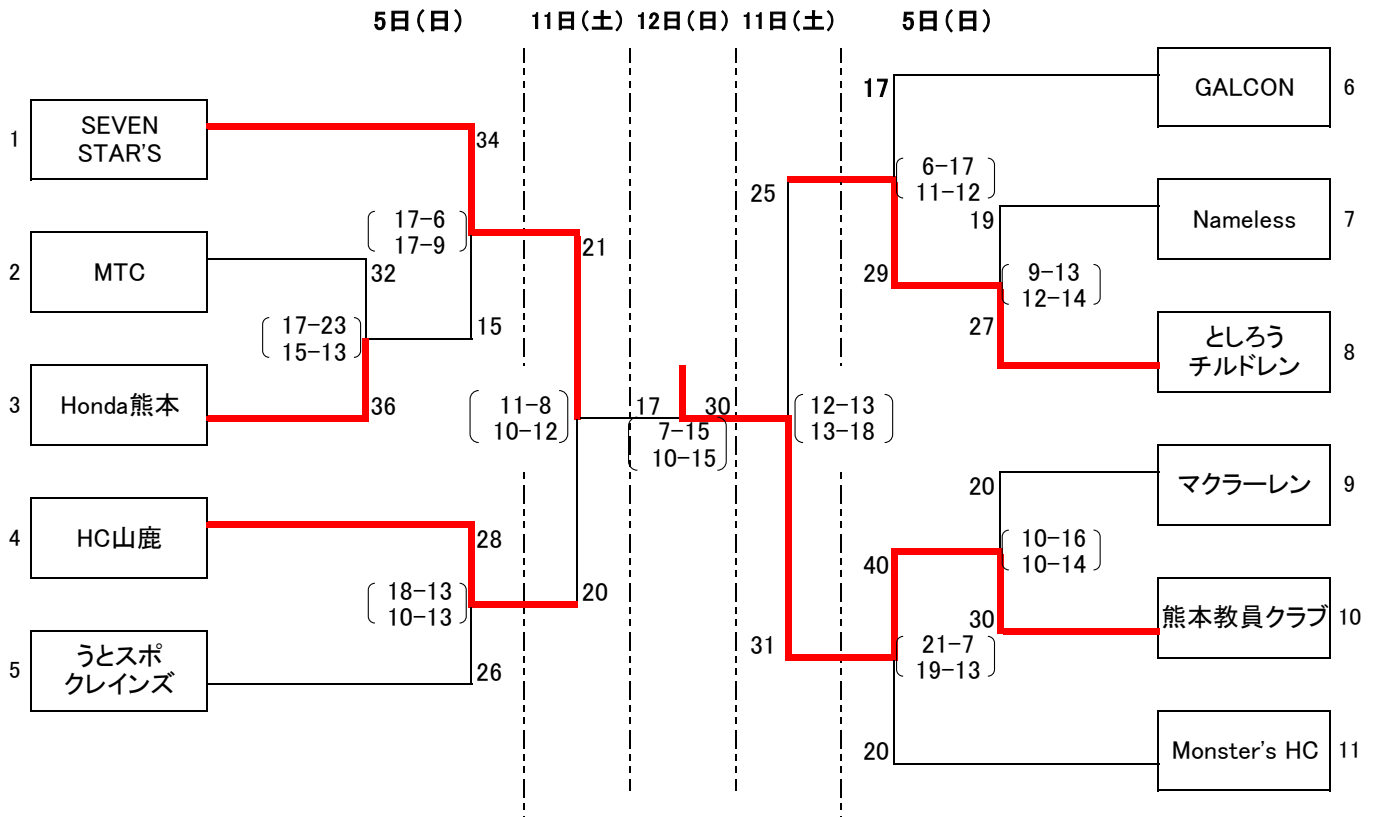 5日(日)
11日(土)
12日(日)
11日(土)
5日(日)
1
SEVEN
STAR'S
34
17-6
17-9
2
MTC
32
17-23
15-13
15
3
Honda熊本
36
21
11-8
10-12
4
HC山鹿
28
18-13
10-13
20
5
うとスポ
クレインズ
26
17
30
7-15
10-15
17
GALCON
6
6-17
11-12
25
19
Nameless
7
29
9-13
12-14
27
としろう
チルドレン
8
12-13
13-18
20
マクラーレン
9
10-16
10-14
40
30
熊本教員クラブ
10
31
21-7
19-13
20
Monster's HC
11